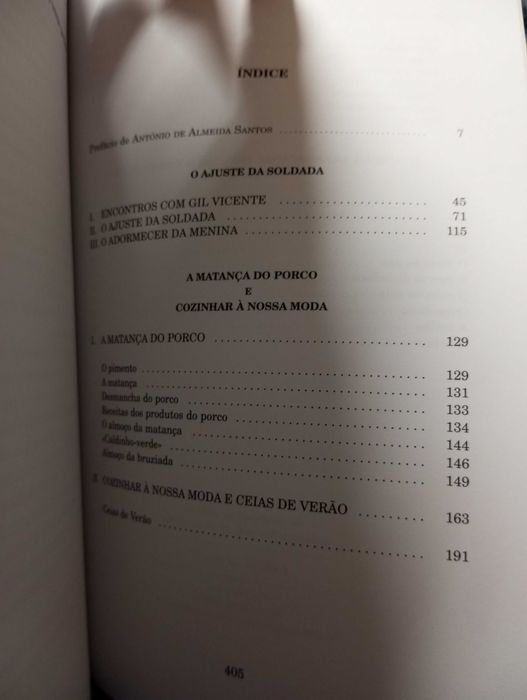 ÍNDICE
Prefácio de ANTÓNIO DE ALMEIDA SANTOS ........................ 7
O AJUSTE DA SOLDADA
I. ENCONTROS COM GIL VICENTE ........................ 45
II. O AJUSTE DA SOLDADA ........................ 71
III. O ADORMECER DA MENINA ........................ 115
A MATANÇA DO PORCO
E
COZINHAR À NOSSA MODA
I. A MATANÇA DO PORCO ........................ 129
O pimento ........................ 129
A matança ........................ 131
Desmancha do porco ........................ 133
Receitas dos produtos do porco ........................ 134
O almoço da matança ........................ 144
«Caldinho-verde» ........................ 146
Almoço da bruziada ........................ 149
II. COZINHAR À NOSSA MODA E CEIAS DE VERÃO ........ 163
Ceias de Verão ........................ 191
405